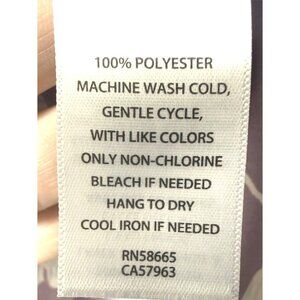 100% POLYESTER
MACHINE WASH COLD,
GENTLE CYCLE,
WITH LIKE COLORS
ONLY NON-CHLORINE
BLEACH IF NEEDED
HANG TO DRY
COOL IRON IF NEEDED
RN58665
CA57963